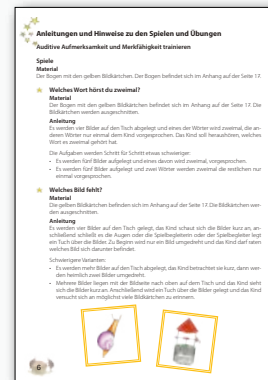 Anleitungen und Hinweise zu den Spielen und Übungen
Auditive Aufmerksamkeit und Merkfähigkeit trainieren
Spiele
Material
Der Bogen mit den gelben Bildkärtchen. Der Bogen befindet sich im Anhang auf der Seite 17.
Welches Wort hörst du zweimal?
Material
Der Bogen mit den gelben Bildkärtchen befindet sich im Anhang auf der Seite 17. Die
Bildkärtchen werden ausgeschnitten.
Anleitung
Es werden vier Bilder auf den Tisch abgelegt und eines der Wörter wird zweimal, die an-
deren Wörter nur einmal dem Kind vorgesprochen. Das Kind soll heraushören, welches
Wort es zweimal gehört hat.
Die Aufgaben werden Schritt für Schritt etwas schwieriger:
- Es werden fünf Bilder aufgelegt und eines davon wird zweimal, vorgesprochen.
- Es werden fünf Bilder aufgelegt und zwei Wörter werden zweimal die restlichen nur
einmal vorgesprochen.
Welches Bild fehlt?
Material
Die gelben Bildkärtchen befinden sich im Anhang auf der Seite 17. Die Bildkärtchen wer-
den ausgeschnitten.
Anleitung
Es werden vier Bilder auf den Tisch gelegt, das Kind schaut sich die Bilder kurz an, an-
schließend schließt es die Augen oder die Spielbegleiterin oder der Spielbegleiter legt
ein Tuch über die Bilder. Zu Beginn wird nur ein Bild umgedreht und das Kind darf raten
welches Bild sich darunter befindet.
Schwierigere Varianten:
- Es werden mehr Bilder auf den Tisch abgelegt, das Kind betrachtet sie kurz, dann wer-
den heimlich zwei Bilder umgedreht.
- Mehrere Bilder liegen mit der Bildseite nach oben auf dem Tisch und das Kind sieht
sich die Bilder kurz an. Anschließend wird ein Tuch über die Bilder gelegt und das Kind
versucht sich an möglichst viele Bildkärtchen zu erinnern.
6